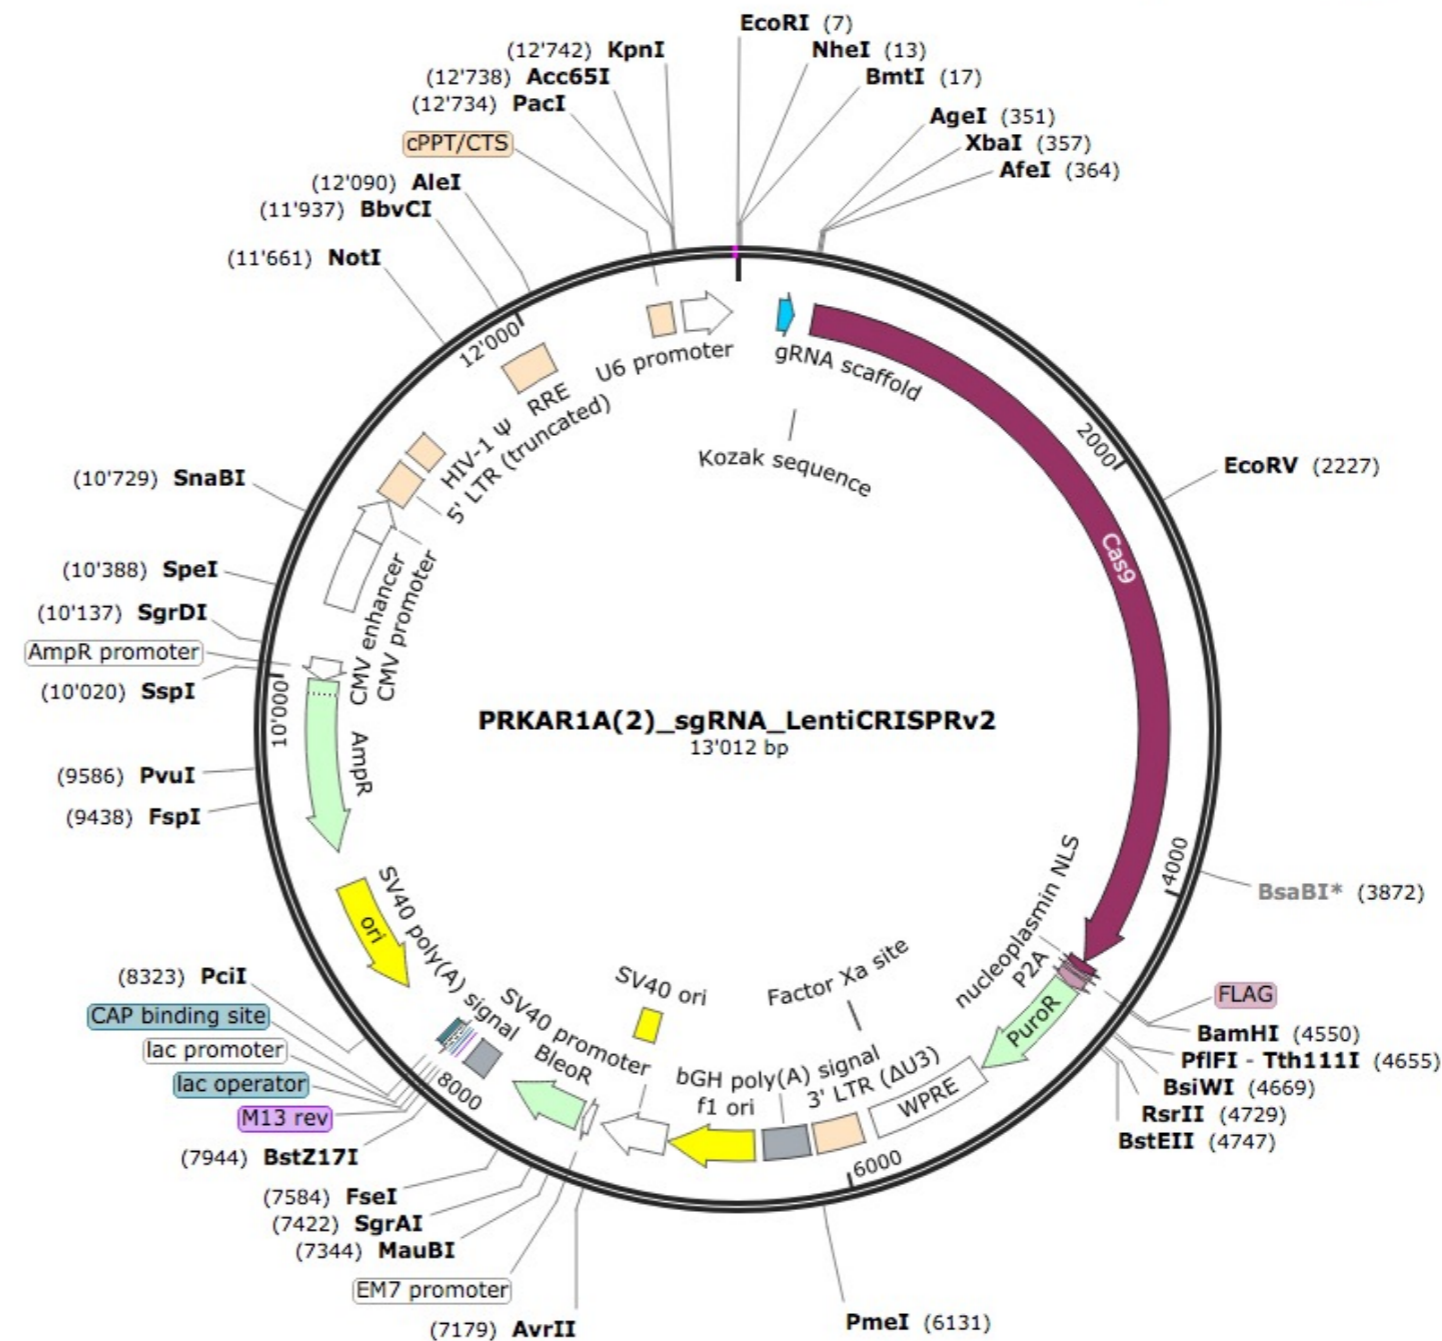 EcoRI (7)
NheI (13)
BmtI (17)
AgeI (351)
XbaI (357)
AfeI (364)
(12'742) KpnI
(12'738) Acc65I
(12'734) PacI
cPPT/CTS
(12'090) AleI
(11'937) BbvCI
(11'661) NotI
12'000
U6 promoter
gRNA scaffold
RRE
HIV-1 Ψ
5' LTR (truncated)
Kozak sequence
2000
EcoRV (2227)
Cas9
(10'729) SnaBI
(10'388) SpeI
(10'137) SgrDI
AmpR promoter
(10'020) SspI
10'000
CMV enhancer
CMV promoter
AmpR
PRKAR1A(2)_sgRNA_LentiCRISPRv2
13'012 bp
(9586) PvuI
(9438) FspI
4000
BsaBI* (3872)
ori
SV40 poly(A) signal
SV40 promoter
BleoR
SV40 ori
Factor Xa site
nucleoplasmin NLS
P2A
PuroR
bGH poly(A) signal
f1 ori
3' LTR (ΔU3)
WPRE
FLAG
BamHI (4550)
PflFI - Tth111I (4655)
BsiWI (4669)
RsrII (4729)
BstEII (4747)
(8323) PciI
CAP binding site
lac promoter
lac operator
M13 rev
8000
(7944) BstZ17I
(7584) FseI
(7422) SgrAI
(7344) MauBI
EM7 promoter
(7179) AvrII
6000
PmeI (6131)